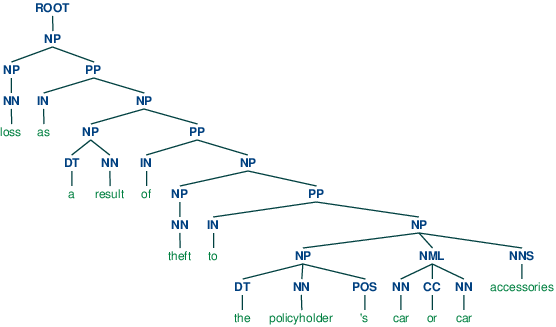 ROOT
NP
NP PP
NN IN NP
loss as NP PP
DT NN IN NP
a result of NP PP
NN IN NP
theft to NP NML NNS
DT NN POS NN CC NN accessories
the policyholder 's car or car